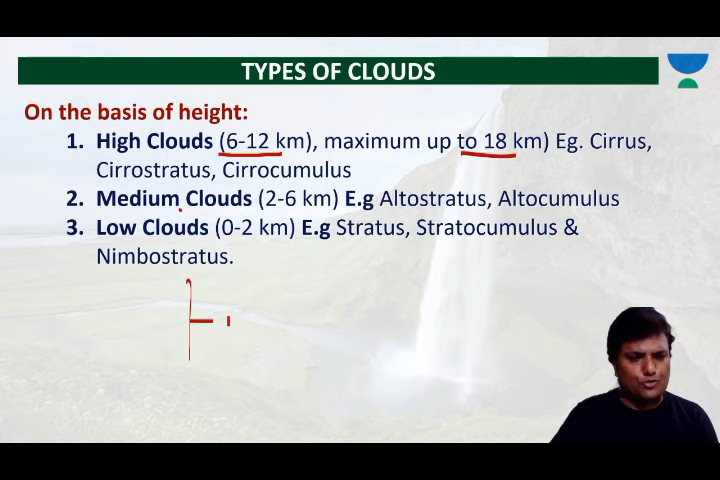 TYPES OF CLOUDS
On the basis of height:
1. High Clouds (6-12 km), maximum up to 18 km) Eg. Cirrus,
Cirrostratus, Cirrocumulus
2. Medium Clouds (2-6 km) E.g Altostratus, Altocumulus
3. Low Clouds (0-2 km) E.g Stratus, Stratocumulus &
Nimbostratus.